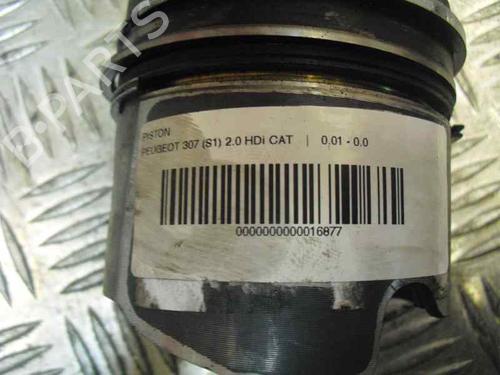 B-PARTS
PISTON
PEUGEOT 307 (S1) 2.0 HDi CAT | 0,01 - 0.0
0000000000016877